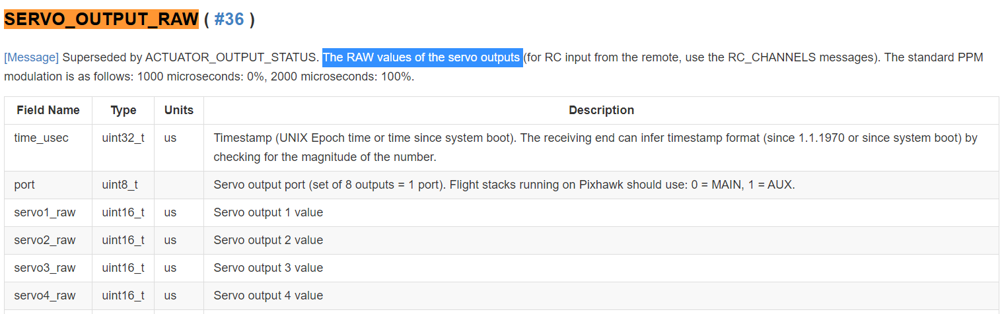 SERVO_OUTPUT_RAW ( #36 )
[Message] Superseded by ACTUATOR_OUTPUT_STATUS. The RAW values of the servo outputs (for RC input from the remote, use the RC_CHANNELS messages). The standard PPM
modulation is as follows: 1000 microseconds: 0%, 2000 microseconds: 100%.
Field Name Type Units Description
time_usec uint32_t us Timestamp (UNIX Epoch time or time since system boot). The receiving end can infer timestamp format (since 1.1.1970 or since system boot) by
checking for the magnitude of the number.
port uint8_t Servo output port (set of 8 outputs = 1 port). Flight stacks running on Pixhawk should use: 0 = MAIN, 1 = AUX.
servo1_raw uint16_t us Servo output 1 value
servo2_raw uint16_t us Servo output 2 value
servo3_raw uint16_t us Servo output 3 value
servo4_raw uint16_t us Servo output 4 value